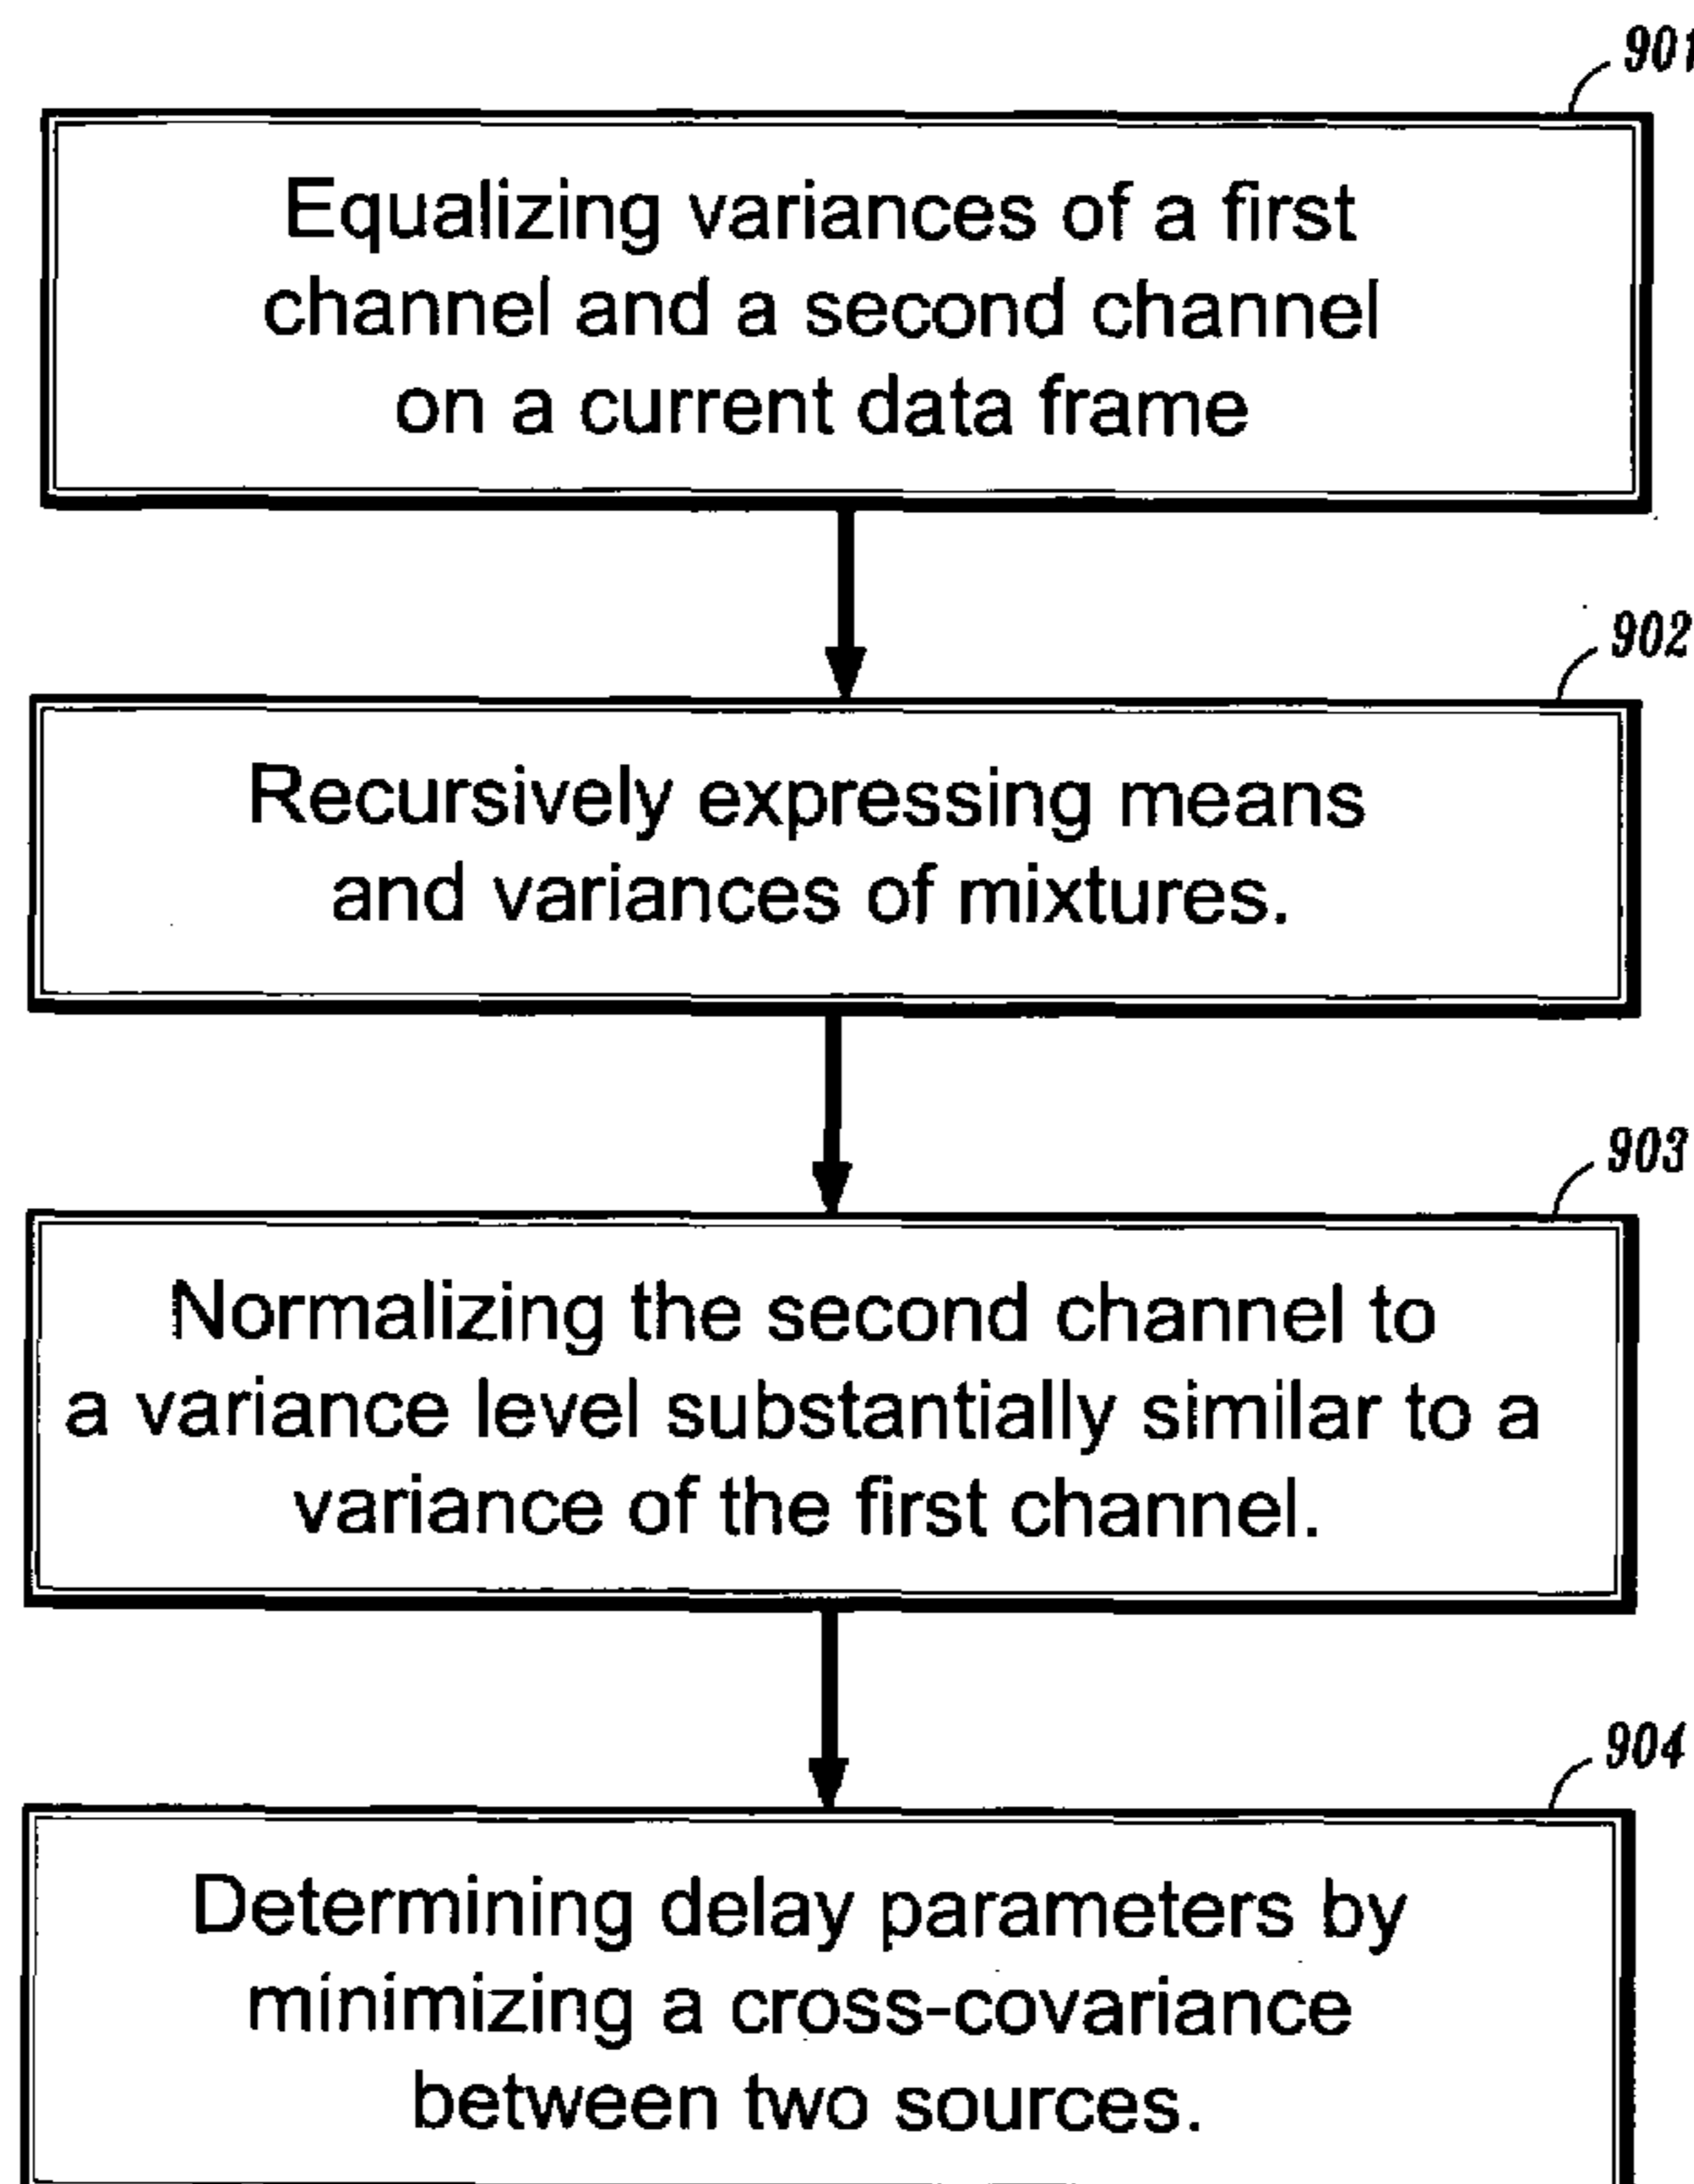 901
Equalizing variances of a first
channel and a second channel
on a current data frame
902
Recursively expressing means
and variances of mixtures.
903
Normalizing the second channel to
a variance level substantially similar to a
variance of the first channel.
904
Determining delay parameters by
minimizing a cross-covariance
between two sources.